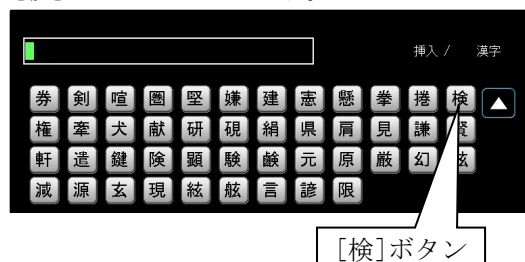 挿入 / 漢字
券 剣 喧 圏 堅 嫌 建 憲 懸 拳 捲 検
権 牽 犬 献 研 硯 絹 県 肩 見 謙 賢
軒 遣 鍵 険 顕 験 鹸 元 原 厳 幻
減 源 玄 現 絃 舷 言 諺 限
[検]ボタン